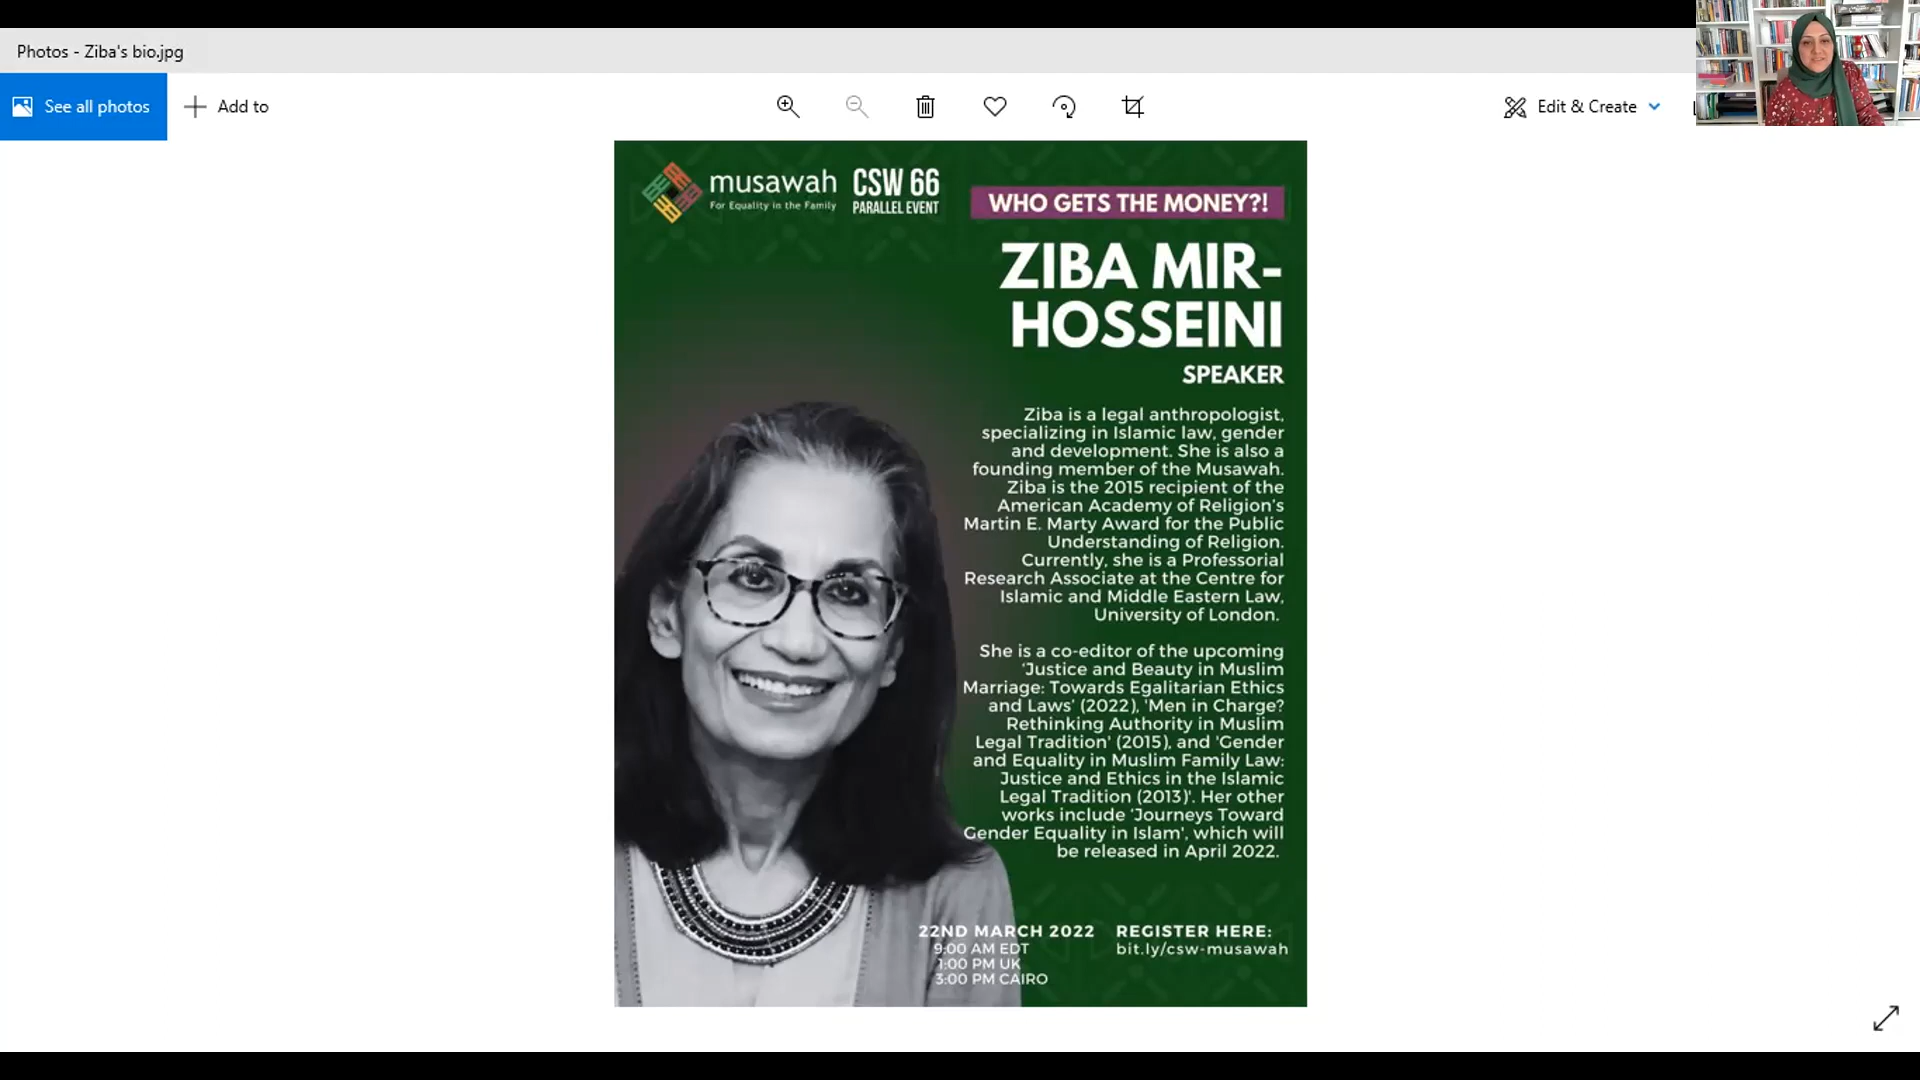 Photos - Ziba's bio.jpg
See all photos
Add to
Edit & Create
musawah
For Equality in the Family
CSW 66
PARALLEL EVENT
WHO GETS THE MONEY?!
ZIBA MIR-
HOSSEINI
SPEAKER
Ziba is a legal anthropologist,
specializing in Islamic law, gender
and development. She is also a
founding member of the Musawah.
Ziba is the 2015 recipient of the
American Academy of Religion's
Martin E. Marty Award for the Public
Understanding of Religion.
Currently, she is a Professorial
Research Associate at the Centre for
Islamic and Middle Eastern Law,
University of London.
She is a co-editor of the upcoming
'Justice and Beauty in Muslim
Marriage: Towards Egalitarian Ethics
and Laws' (2022), 'Men in Charge?
Rethinking Authority in Muslim
Legal Tradition' (2015), and 'Gender
and Equality in Muslim Family Law:
Justice and Ethics in the Islamic
Legal Tradition (2013)'. Her other
works include 'Journeys Toward
Gender Equality in Islam', which will
be released in April 2022.
22ND MARCH 2022
9:00 AM EDT
1:00 PM UK
3:00 PM CAIRO
REGISTER HERE:
bit.ly/csw-musawah